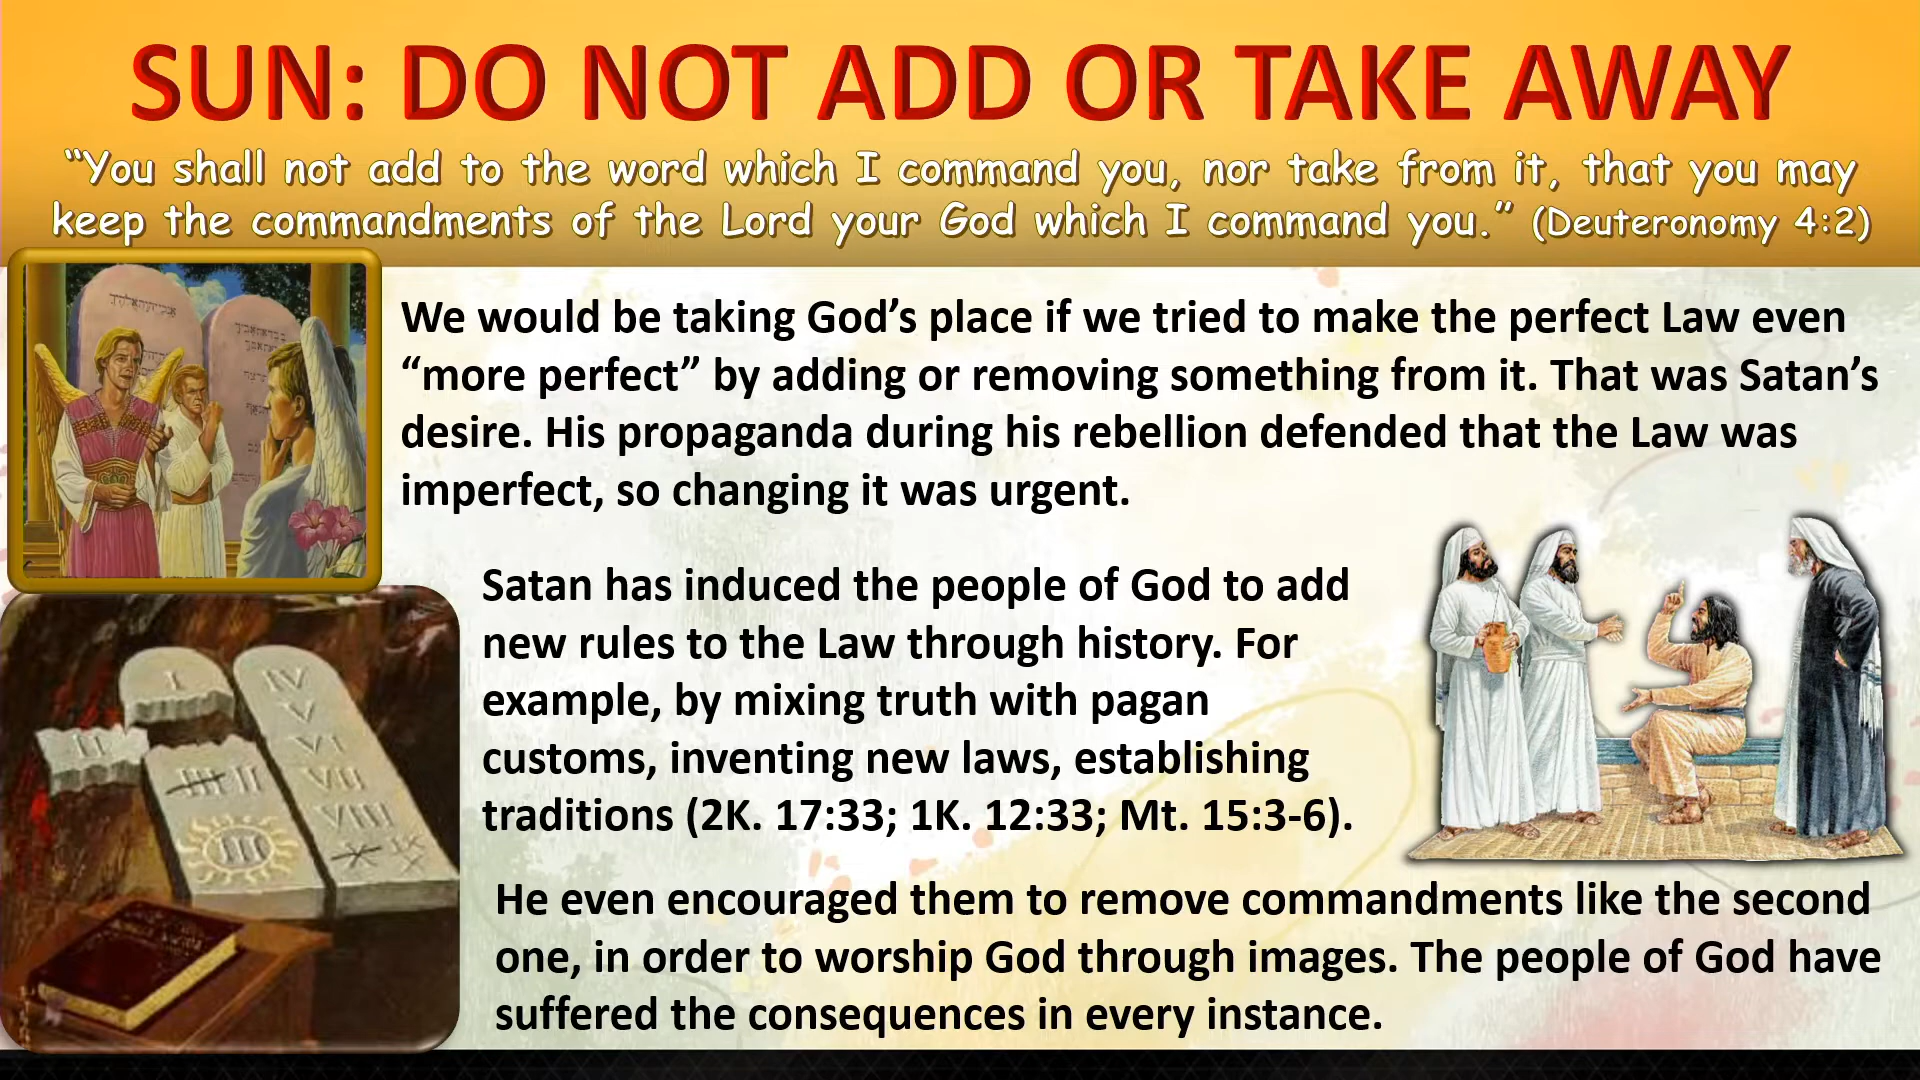 SUN: DO NOT ADD OR TAKE AWAY
“You shall not add to the word which I command you, nor take from it, that you may
keep the commandments of the Lord your God which I command you.” (Deuteronomy 4:2)
We would be taking God’s place if we tried to make the perfect Law even
“more perfect” by adding or removing something from it. That was Satan’s
desire. His propaganda during his rebellion defended that the Law was
imperfect, so changing it was urgent.
Satan has induced the people of God to add
new rules to the Law through history. For
example, by mixing truth with pagan
customs, inventing new laws, establishing
traditions (2K. 17:33; 1K. 12:33; Mt. 15:3-6).
He even encouraged them to remove commandments like the second
one, in order to worship God through images. The people of God have
suffered the consequences in every instance.
I
II
III
IV
V
VI
VII
VIII
IX
X